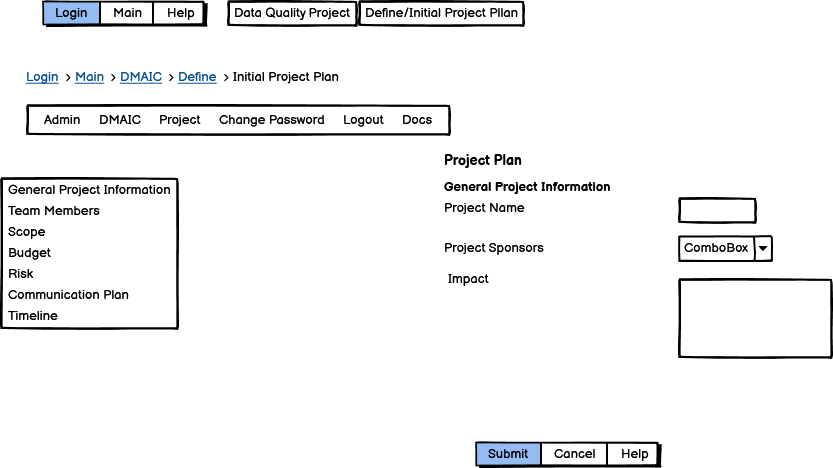 Login Main Help Data Quality Project Define/Initial Project Pllan
Login > Main > DMAIC > Define > Initial Project Plan
Admin DMAIC Project Change Password Logout Docs
General Project Information
Team Members
Scope
Budget
Risk
Communication Plan
Timeline
Project Plan
General Project Information
Project Name
Project Sponsors ComboBox
Impact
Submit Cancel Help